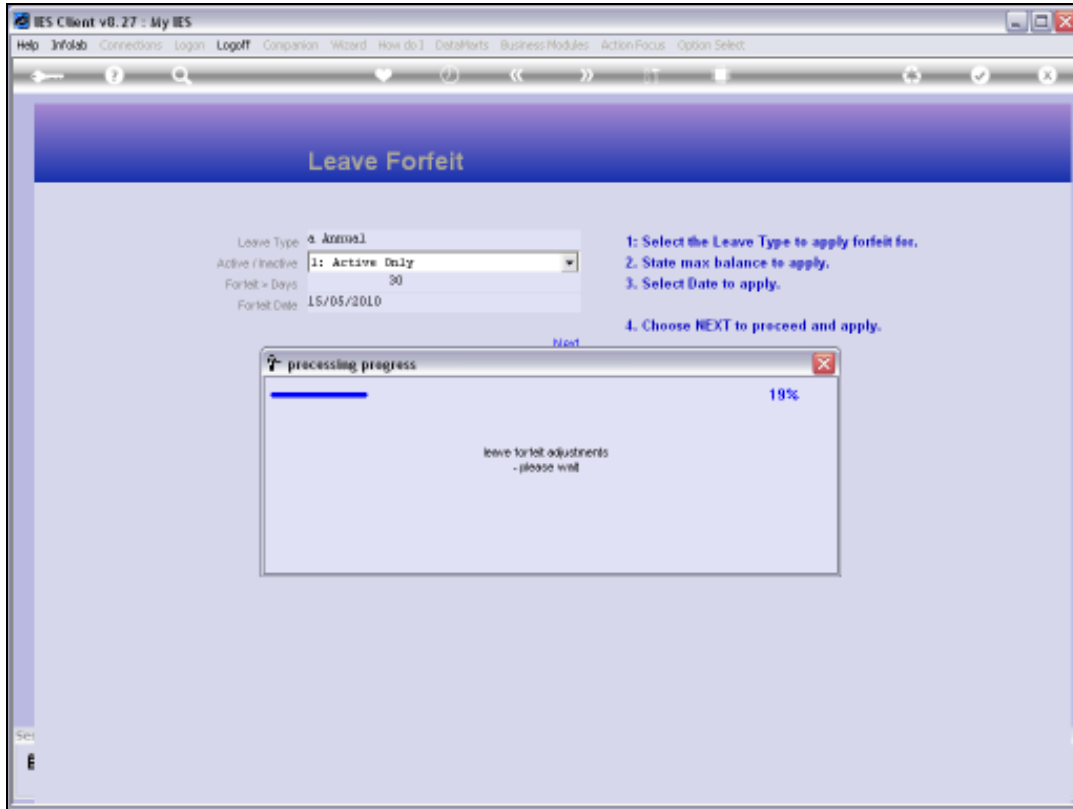 IES Client v8.27 : My IES
Help Infolab Connections Logon Logoff Companion Wizard How do I DataMarts Business Modules Action Focus Option Select
Leave Forfeit
Leave Type a Annual
Active / Inactive 1: Active Only
Forfeit > Days 30
Forfeit Date 15/05/2010
1: Select the Leave Type to apply forfeit for.
2. State max balance to apply.
3. Select Date to apply.
4. Choose NEXT to proceed and apply.
Next
processing progress
19%
leave forfeit adjustments
- please wait